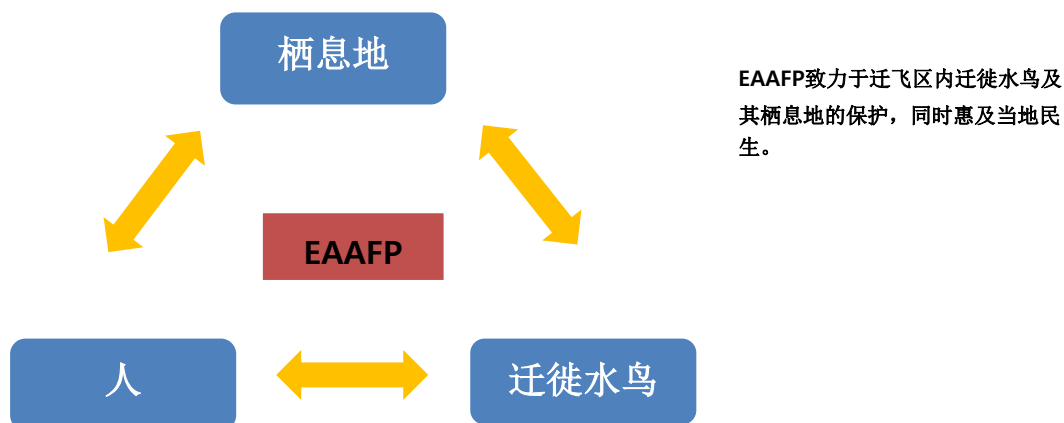 栖息地
EAAFP致力于迁飞区内迁徙水鸟及
其栖息地的保护，同时惠及当地民
生。
EAAFP
人
迁徙水鸟